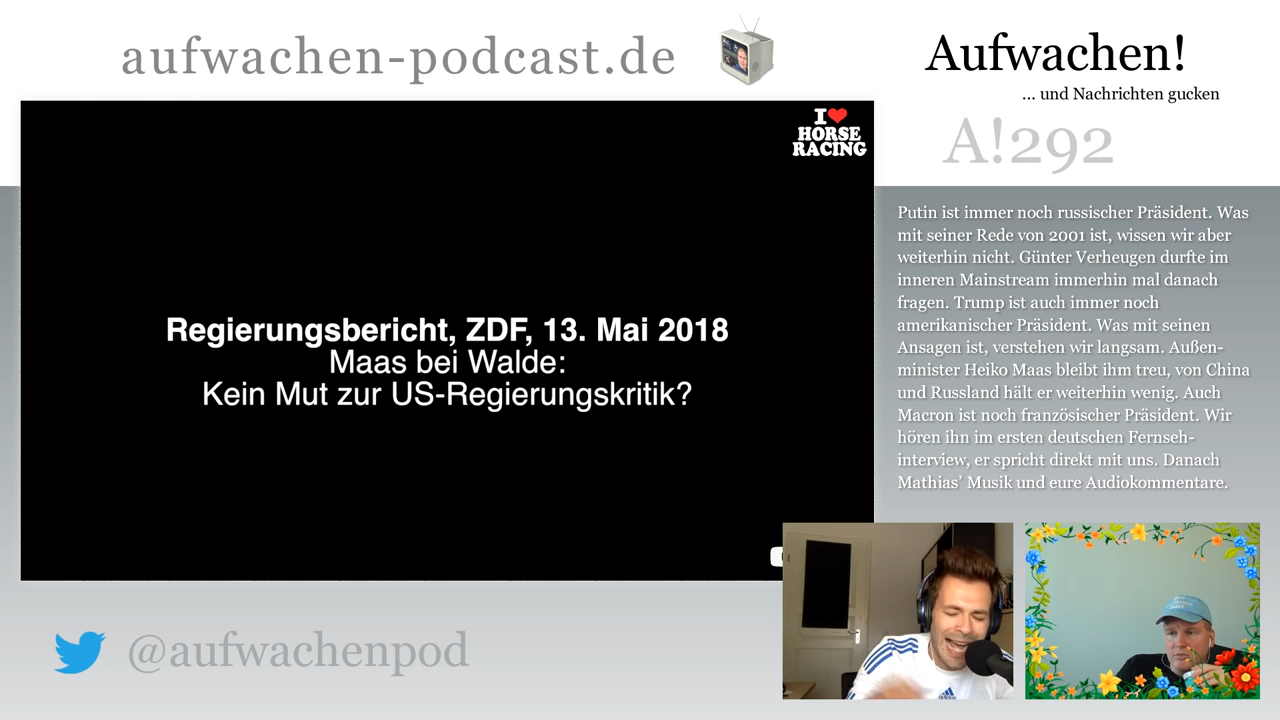 aufwachen-podcast.de
Aufwachen!
... und Nachrichten gucken
A!292
I
HORSE
RACING
Regierungsbericht, ZDF, 13. Mai 2018
Maas bei Walde:
Kein Mut zur US-Regierungskritik?
Putin ist immer noch russischer Präsident. Was
mit seiner Rede von 2001 ist, wissen wir aber
weiterhin nicht. Günter Verheugen durfte im
inneren Mainstream immerhin mal danach
fragen. Trump ist auch immer noch
amerikanischer Präsident. Was mit seinen
Ansagen ist, verstehen wir langsam. Außen-
minister Heiko Maas bleibt ihm treu, von China
und Russland hält er weiterhin wenig. Auch
Macron ist noch französischer Präsident. Wir
hören ihn im ersten deutschen Fernseh-
interview, er spricht direkt mit uns. Danach
Mathias’ Musik und eure Audiokommentare.
@aufwachenpod
adidas